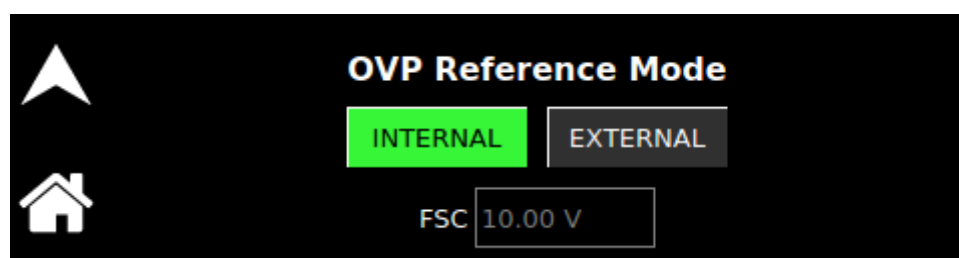 OVP Reference Mode
INTERNAL EXTERNAL
FSC 10.00 V